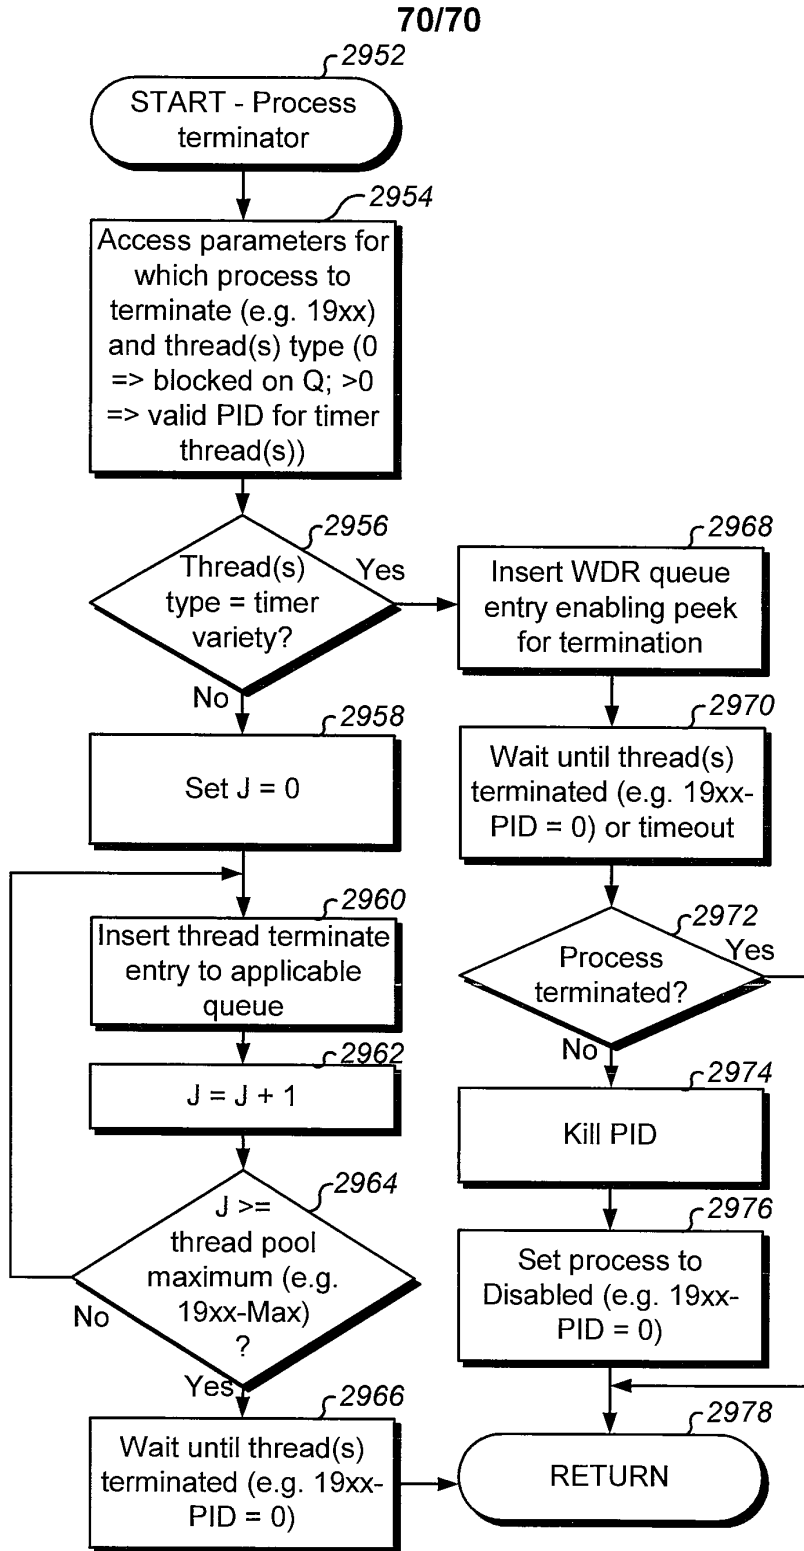 70/70
2952
START - Process
terminator
2954
Access parameters for
which process to
terminate (e.g. 19xx)
and thread(s) type (0
=> blocked on Q; >0
=> valid PID for timer
thread(s))
2956
Thread(s)
type = timer
variety?
Yes
No
2958
Set J = 0
2960
Insert thread terminate
entry to applicable
queue
2962
J = J + 1
2964
J >=
thread pool
maximum (e.g.
19xx-Max)
?
No
Yes
2966
Wait until thread(s)
terminated (e.g. 19xx-
PID = 0)
2968
Insert WDR queue
entry enabling peek
for termination
2970
Wait until thread(s)
terminated (e.g. 19xx-
PID = 0) or timeout
2972
Process
terminated?
Yes
No
2974
Kill PID
2976
Set process to
Disabled (e.g. 19xx-
PID = 0)
2978
RETURN